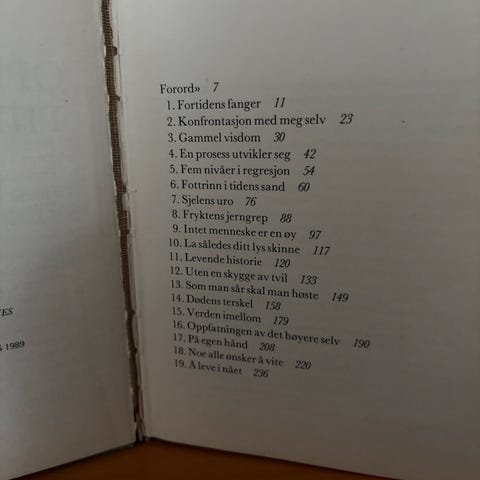 Forord» 7
1. Fortidens fanger 11
2. Konfrontasjon med meg selv 23
3. Gammel visdom 30
4. En prosess utvikler seg 42
5. Fem nivåer i regresjon 54
6. Fottrinn i tidens sand 60
7. Sjelens uro 76
8. Fryktens jerngrep 88
9. Intet menneske er en øy 97
10. La således ditt lys skinne 117
11. Levende historie 120
12. Uten en skygge av tvil 133
13. Som man sår skal man høste 149
14. Dødens terskel 158
15. Verden imellom 179
16. Oppfatningen av det høyere selv 190
17. På egen hånd 208
18. Noe alle ønsker å vite 220
19. Å leve i nået 236
1989